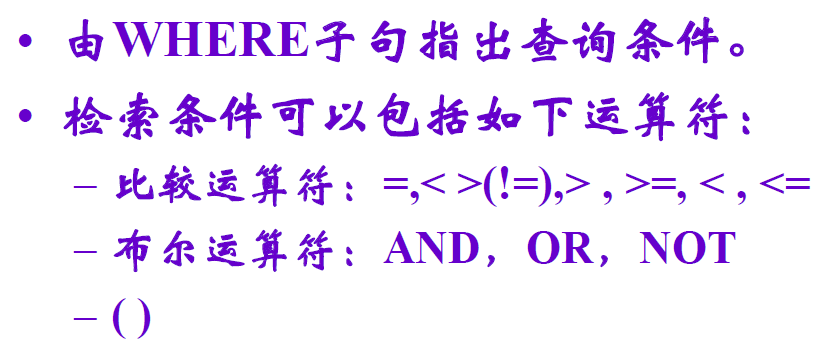 • 由WHERE子句指出查询条件。
• 检索条件可以包括如下运算符：
– 比较运算符：=,< >(!=),> , >=, < , <=
– 布尔运算符：AND，OR，NOT
– ( )